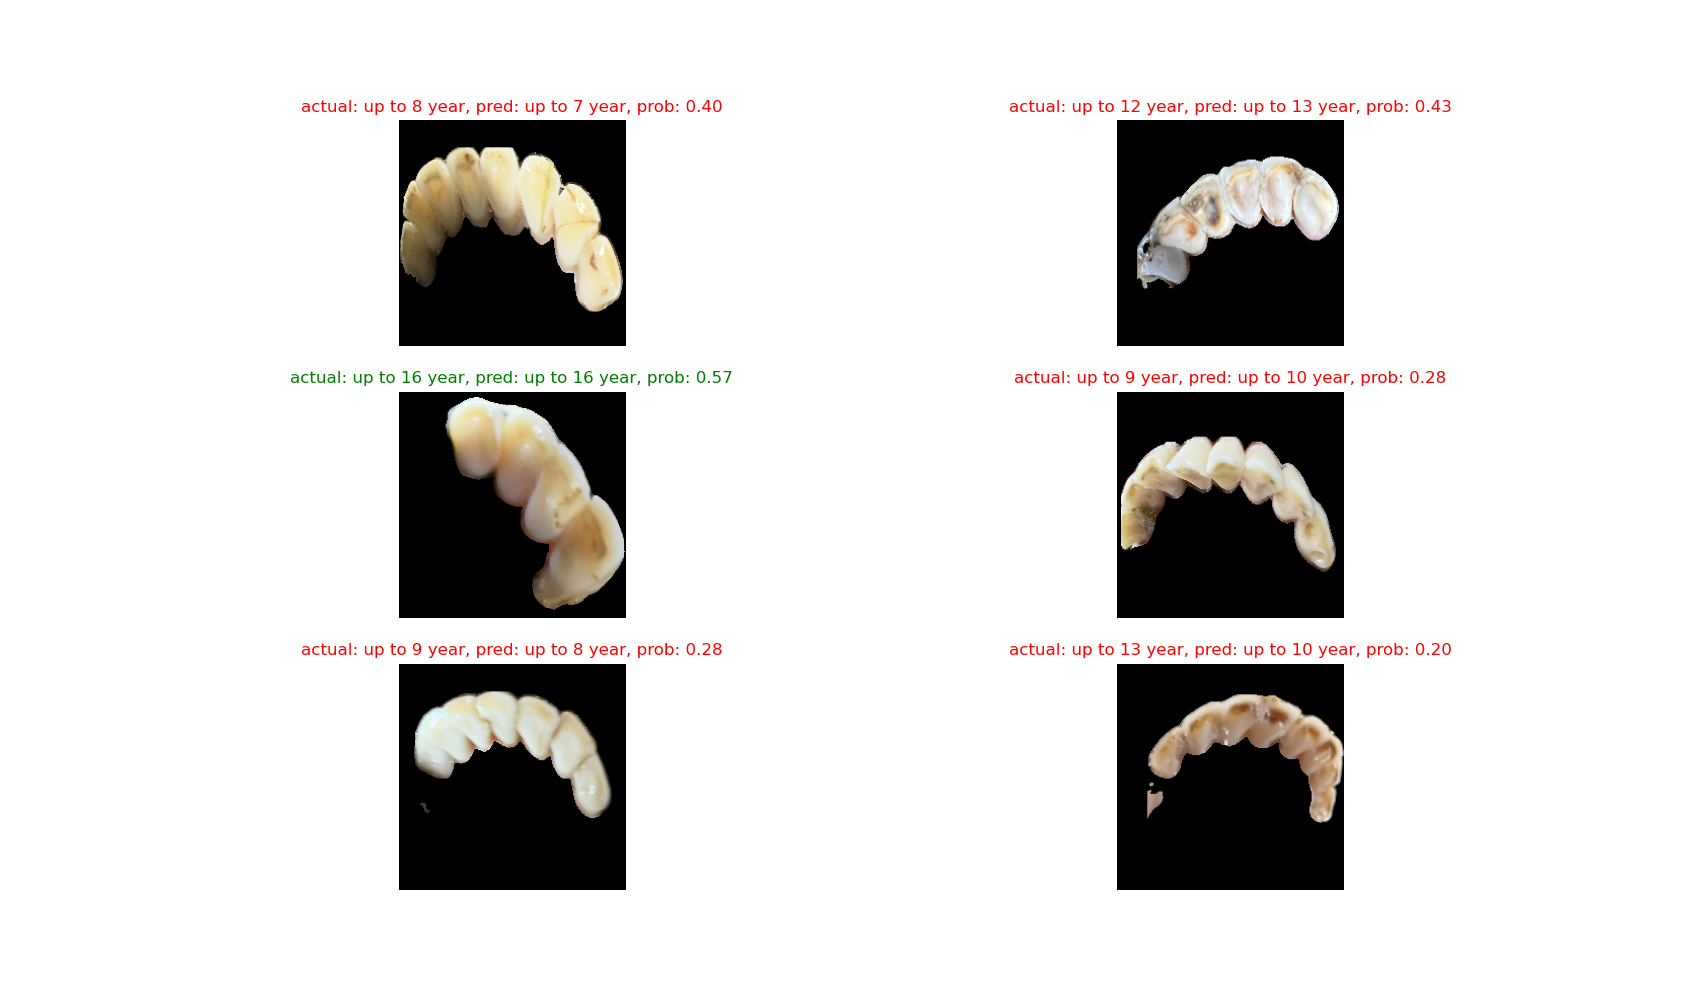 actual: up to 8 year, pred: up to 7 year, prob: 0.40
actual: up to 12 year, pred: up to 13 year, prob: 0.43
actual: up to 16 year, pred: up to 16 year, prob: 0.57
actual: up to 9 year, pred: up to 10 year, prob: 0.28
actual: up to 9 year, pred: up to 8 year, prob: 0.28
actual: up to 13 year, pred: up to 10 year, prob: 0.20